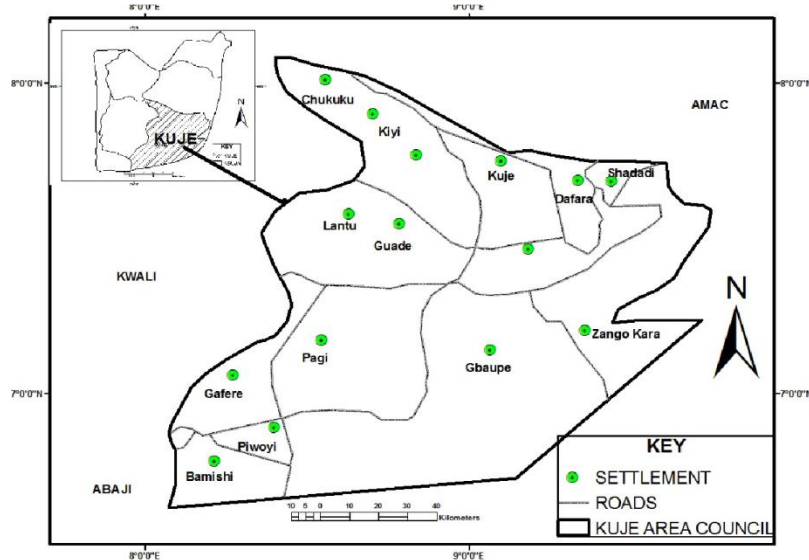 8°0'0"E
9°0'0"E
8°0'0"N
8°0'0"N
N
KUJE
KEY
Chukuku
Kiyi
AMAC
Kuje
Shadadi
Dafara
Lantu
Guade
KWALI
N
Zango Kara
Pagi
Gbaupe
7°0'0"N
7°0'0"N
Gafere
Piwoyi
Bamishi
ABAJI
KEY
SETTLEMENT
ROADS
KUJE AREA COUNCIL
10 5 0 10 20 30 40
Kilometers
8°0'0"E
9°0'0"E